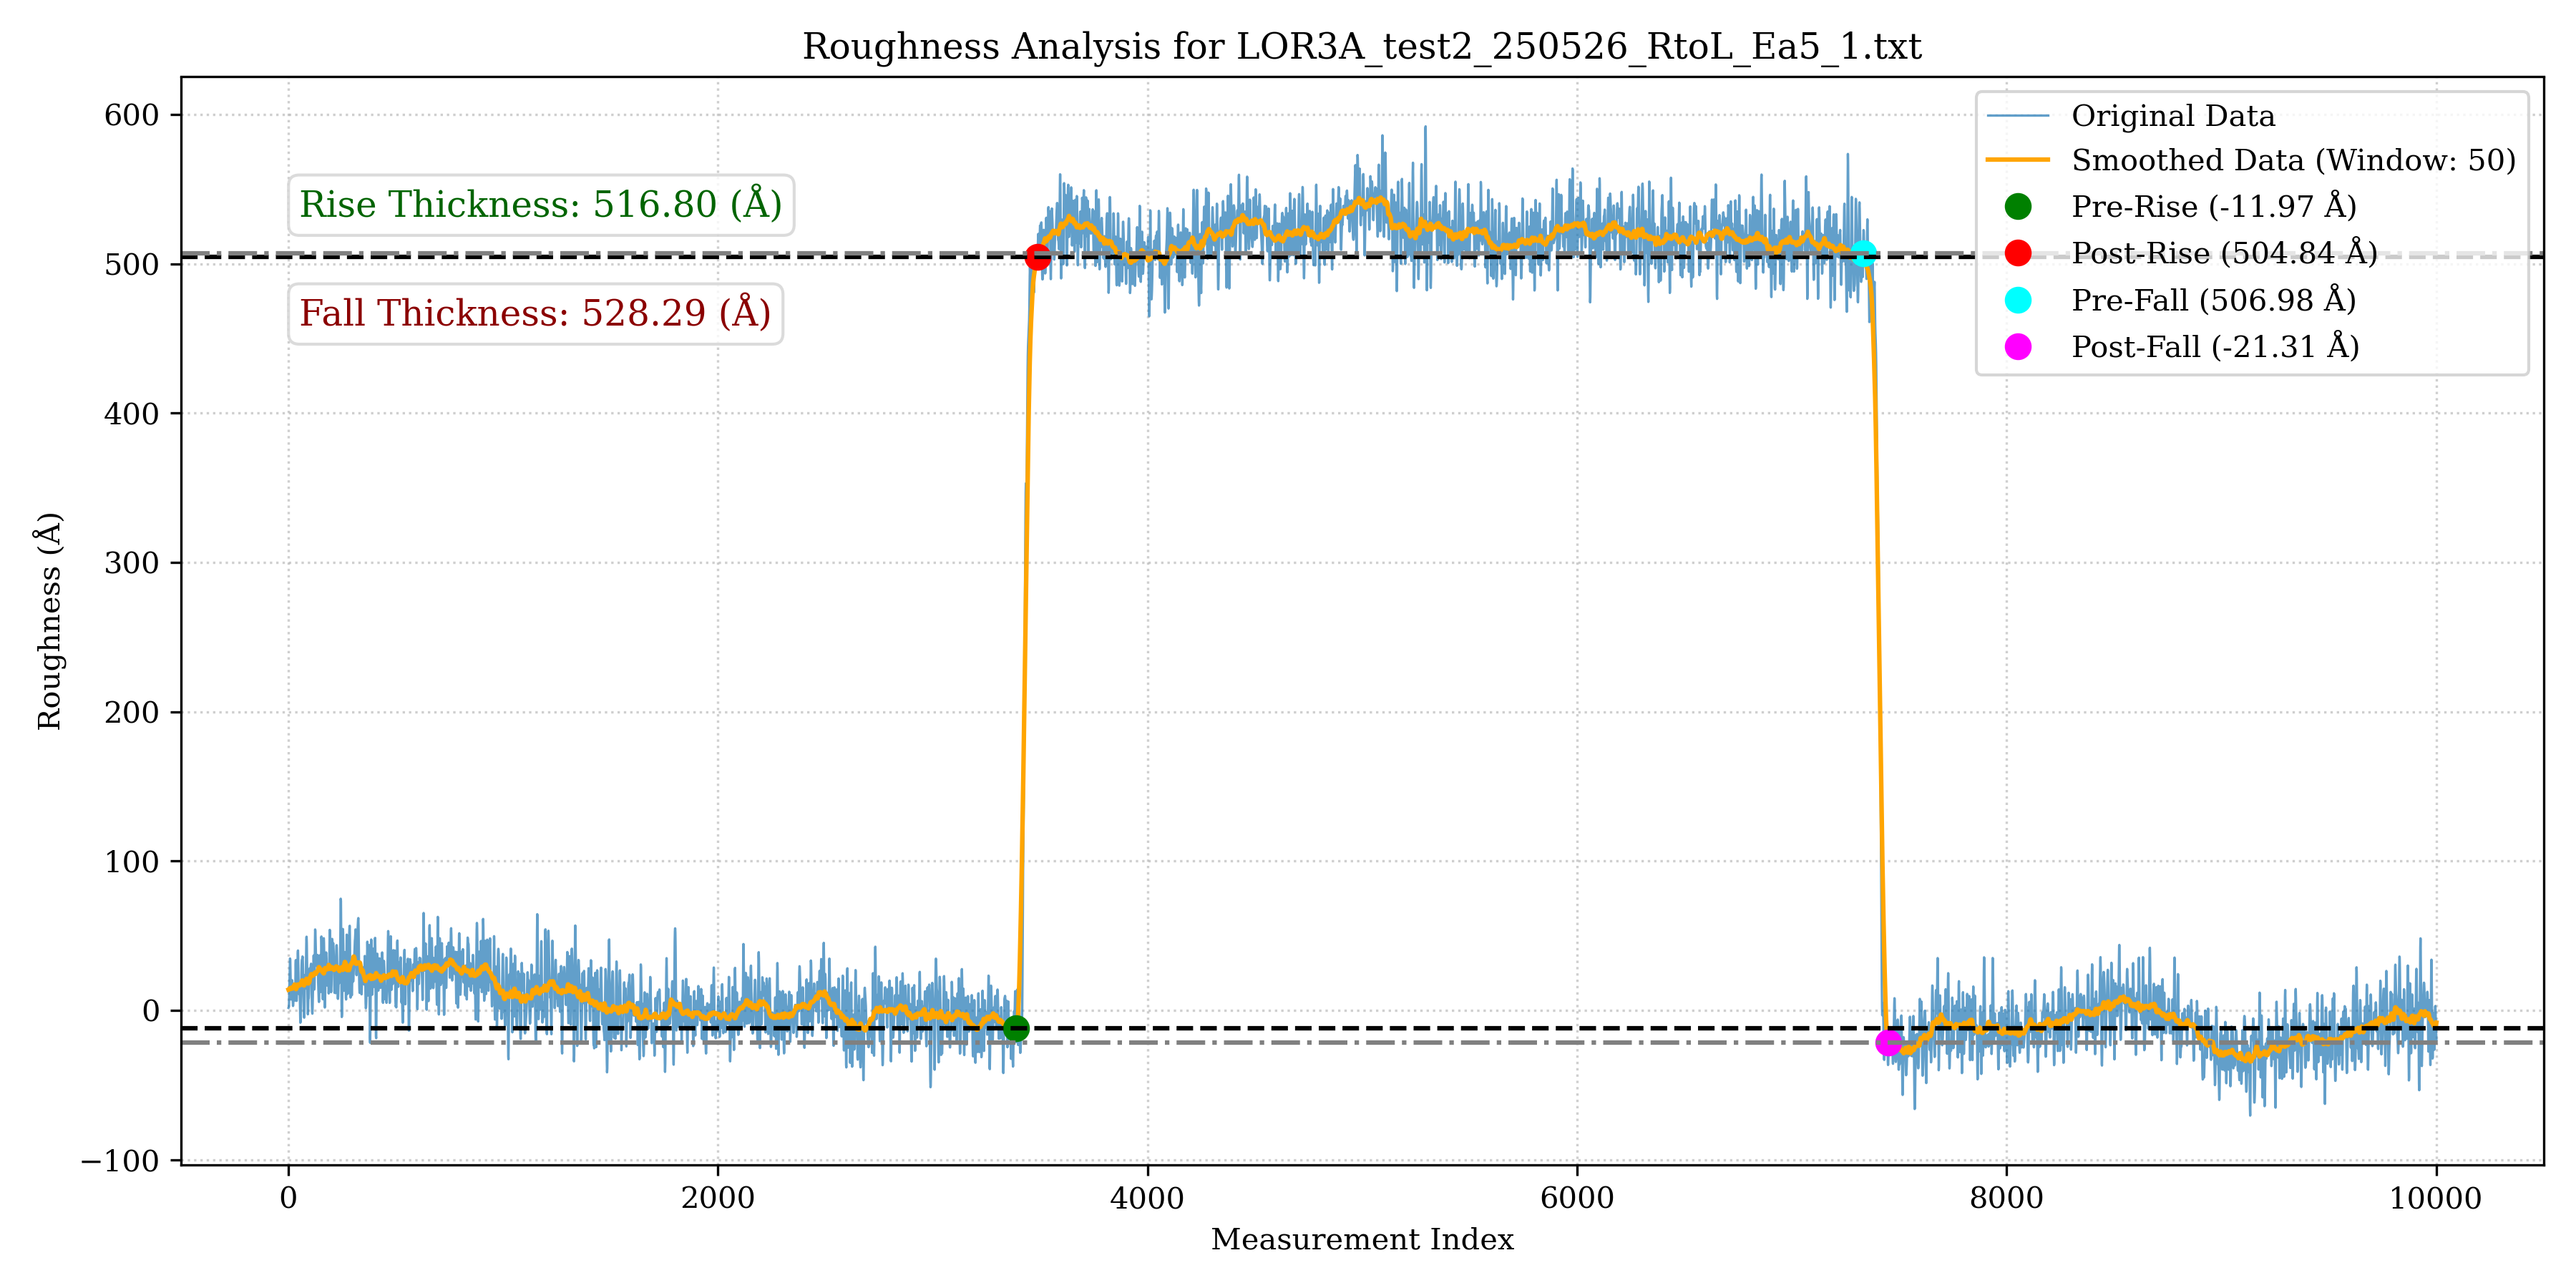 Roughness Analysis for LOR3A_test2_250526_RtoL_Ea5_1.txt
Original Data
Smoothed Data (Window: 50)
Pre-Rise (-11.97 Å)
Post-Rise (504.84 Å)
Pre-Fall (506.98 Å)
Post-Fall (-21.31 Å)
Rise Thickness: 516.80 (Å)
Fall Thickness: 528.29 (Å)
Roughness (Å)
600
500
400
300
200
100
0
−100
0
2000
4000
6000
8000
10000
Measurement Index